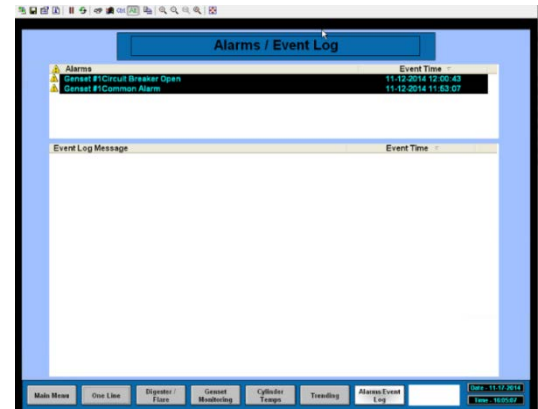 Alarms / Event Log
Alarms Event Time
Genset #1Circuit Breaker Open 11-12-2014 12:00:43
Genset #1Common Alarm 11-12-2014 11:53:07
Event Log Message Event Time
Main Menu
One Line
Digester /
Flare
Genset
Monitoring
Cylinder
Temps
Trending
Alarms/Event
Log
Date - 11-17-2014
Time - 16:05:07